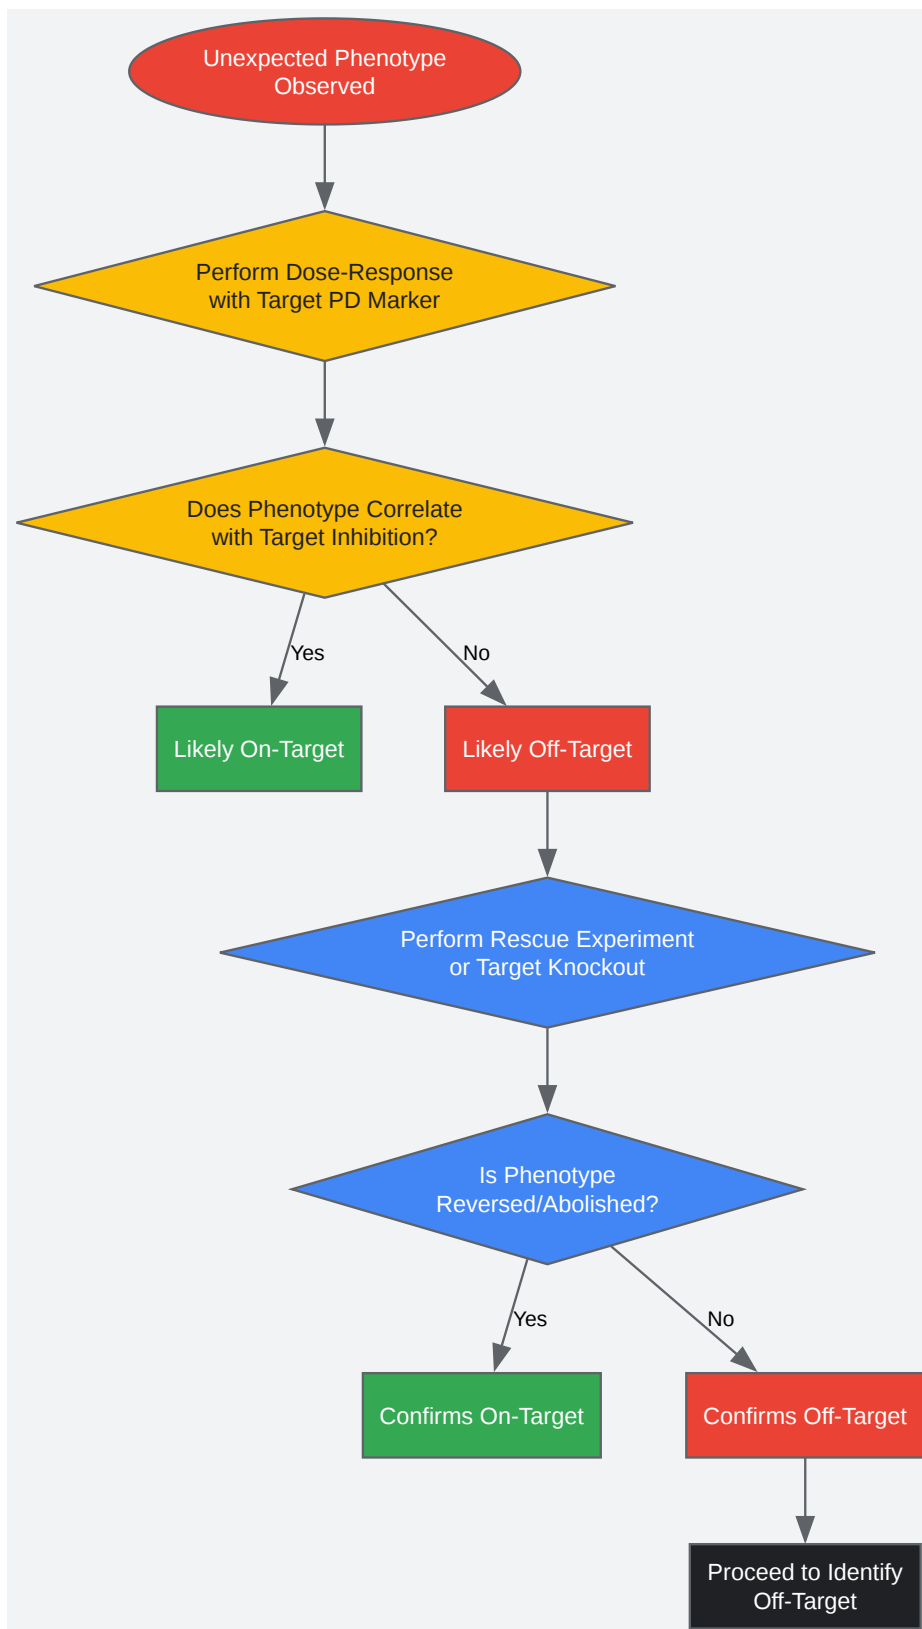 Unexpected Phenotype
Observed
Perform Dose-Response
with Target PD Marker
Does Phenotype Correlate
with Target Inhibition?
Yes
No
Likely On-Target
Likely Off-Target
Perform Rescue Experiment
or Target Knockout
Is Phenotype
Reversed/Abolished?
Yes
No
Confirms On-Target
Confirms Off-Target
Proceed to Identify
Off-Target